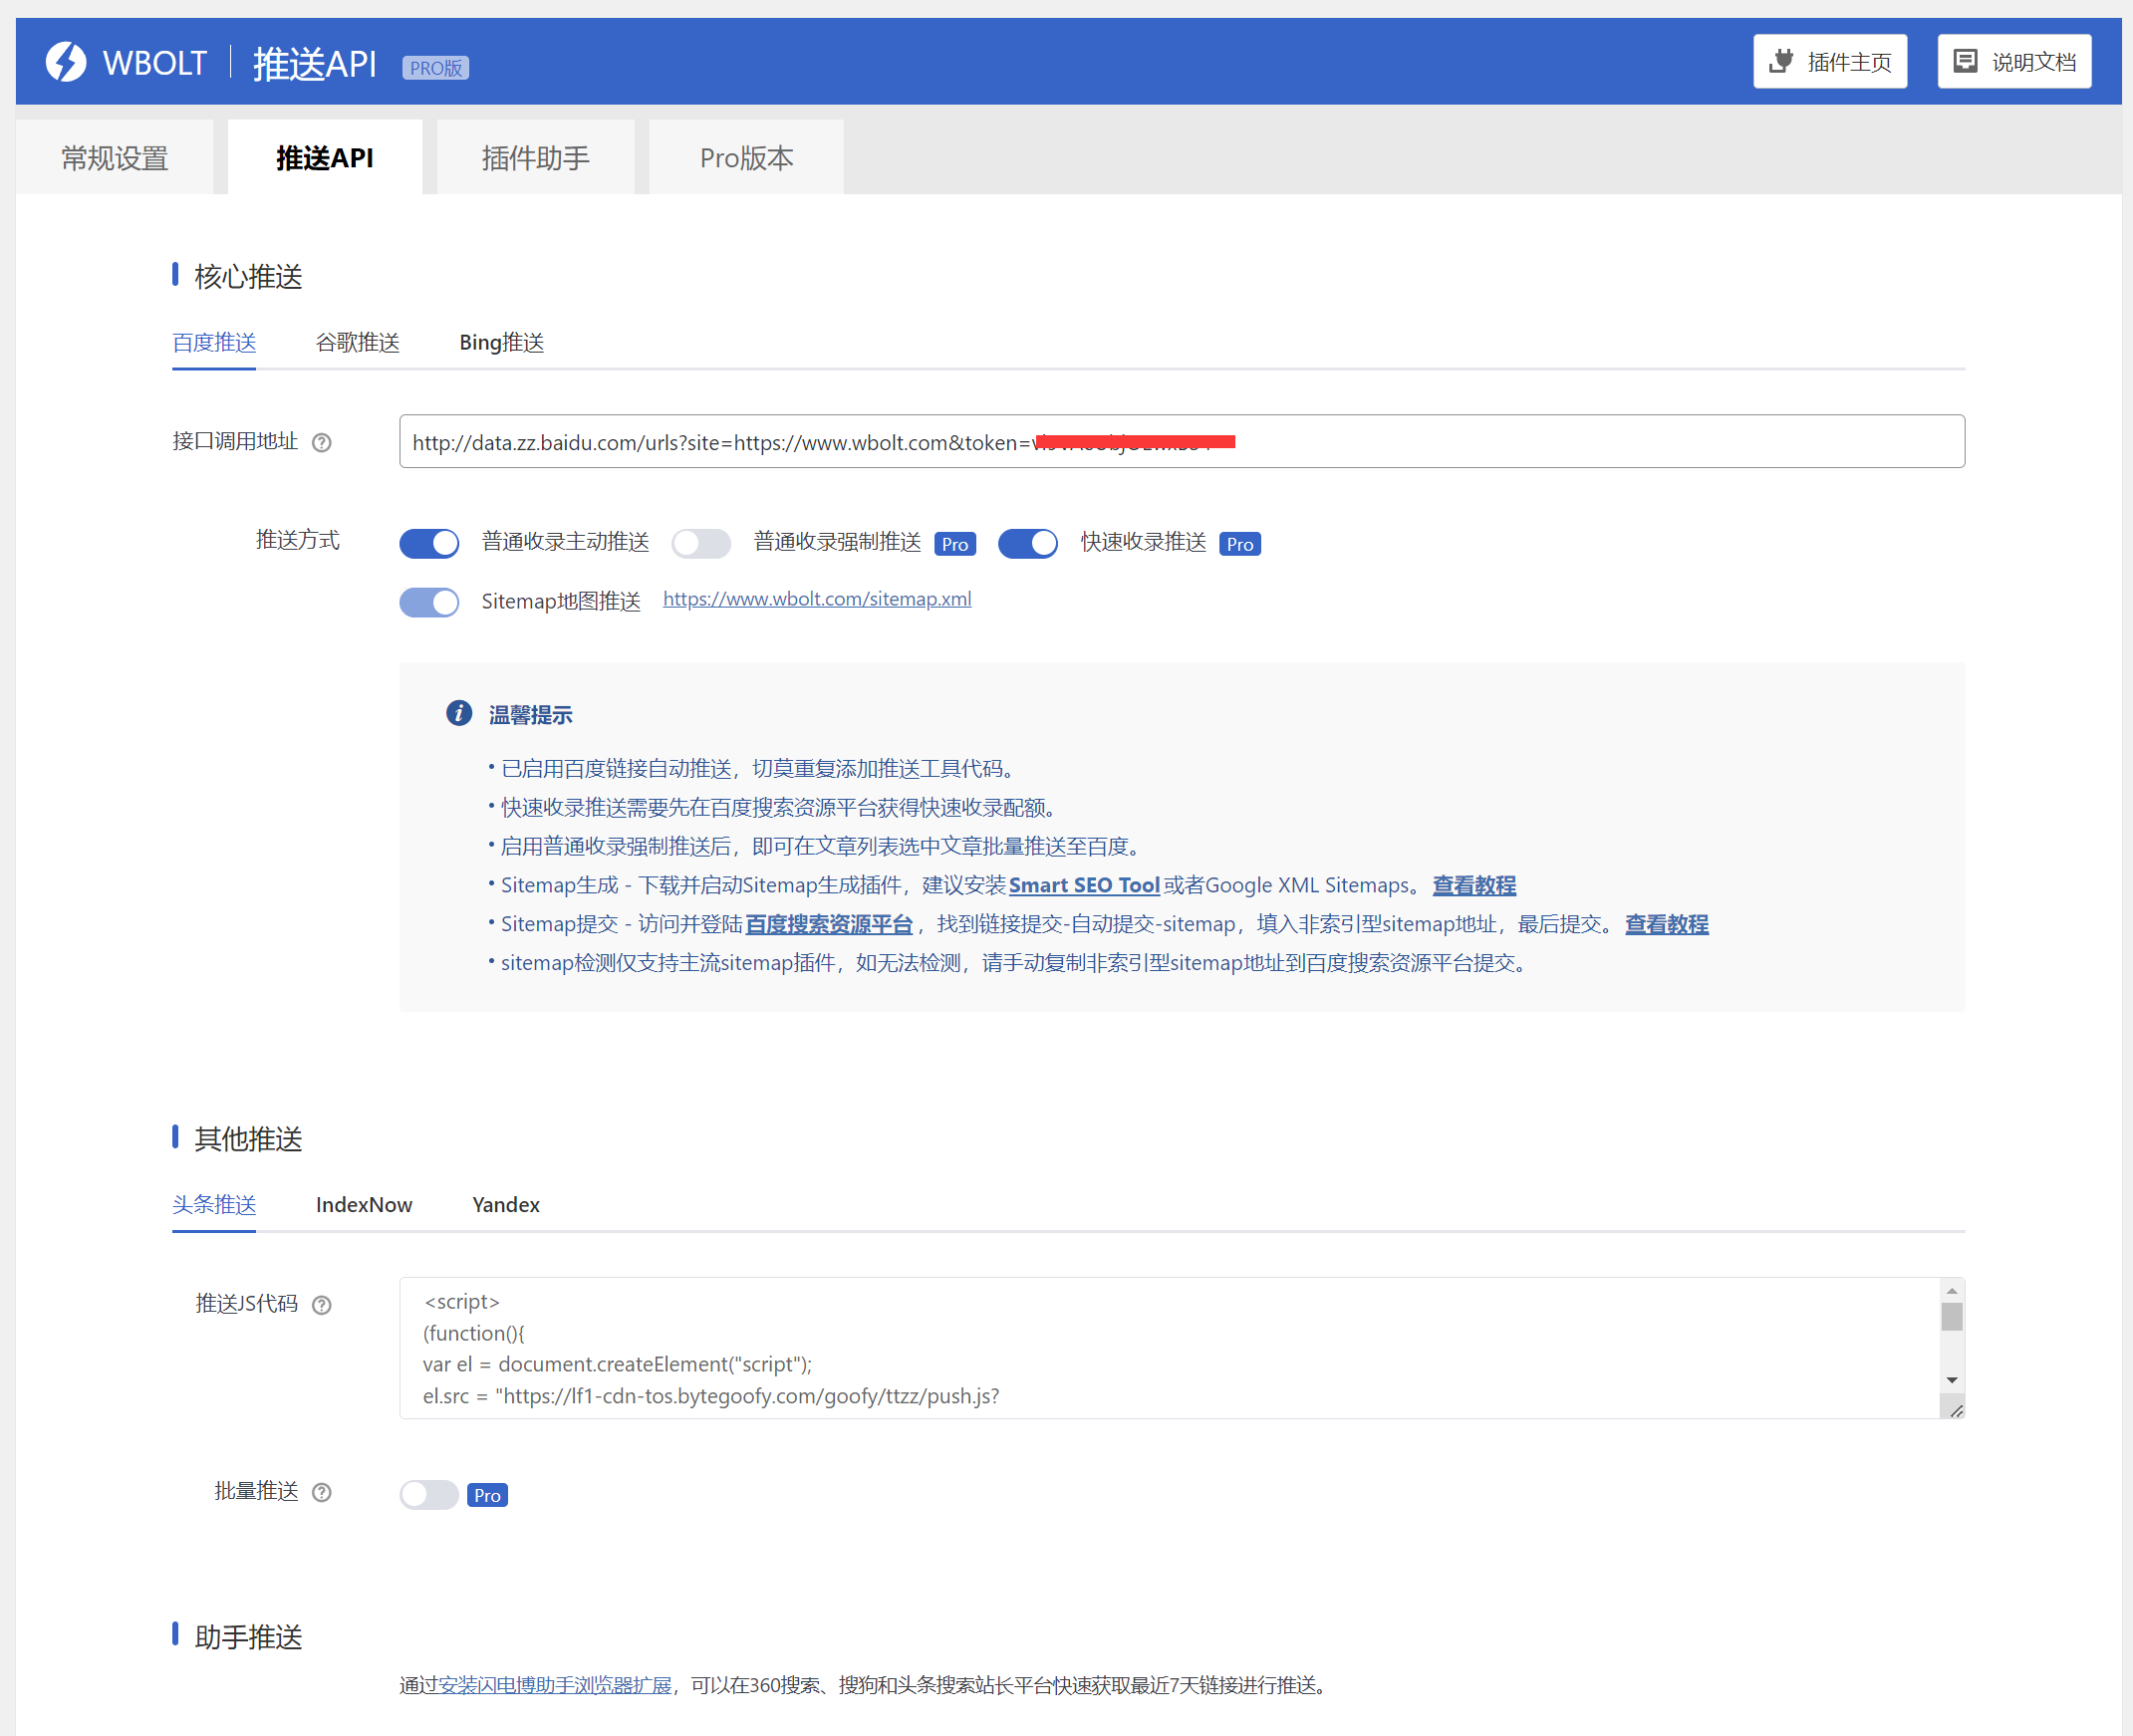 WBOLT 推送API PRO版 插件主页 说明文档
常规设置 推送API 插件助手 Pro版本
核心推送
百度推送 谷歌推送 Bing推送
接口调用地址 http://data.zz.baidu.com/urls?site=https://www.wbolt.com&token=
推送方式 普通收录主动推送 普通收录强制推送 Pro 快速收录推送 Pro
Sitemap地图推送 https://www.wbolt.com/sitemap.xml
温馨提示
• 已启用百度链接自动推送，切莫重复添加推送工具代码。
• 快速收录推送需要先在百度搜索资源平台获得快速收录配额。
• 启用普通收录强制推送后，即可在文章列表选中文章批量推送至百度。
• Sitemap生成 - 下载并启动Sitemap生成插件，建议安装 Smart SEO Tool 或者Google XML Sitemaps。 查看教程
• Sitemap提交 - 访问并登陆 百度搜索资源平台 ，找到链接提交-自动提交-sitemap，填入非索引型sitemap地址，最后提交。 查看教程
• sitemap检测仅支持主流sitemap插件，如无法检测，请手动复制非索引型sitemap地址到百度搜索资源平台提交。
其他推送
头条推送 IndexNow Yandex
推送JS代码 <script>
(function(){
var el = document.createElement("script");
el.src = "https://lf1-cdn-tos.bytegoofy.com/goofy/ttzz/push.js?
批量推送 Pro
助手推送
通过安装闪电博助手浏览器扩展，可以在360搜索、搜狗和头条搜索站长平台快速获取最近7天链接进行推送。